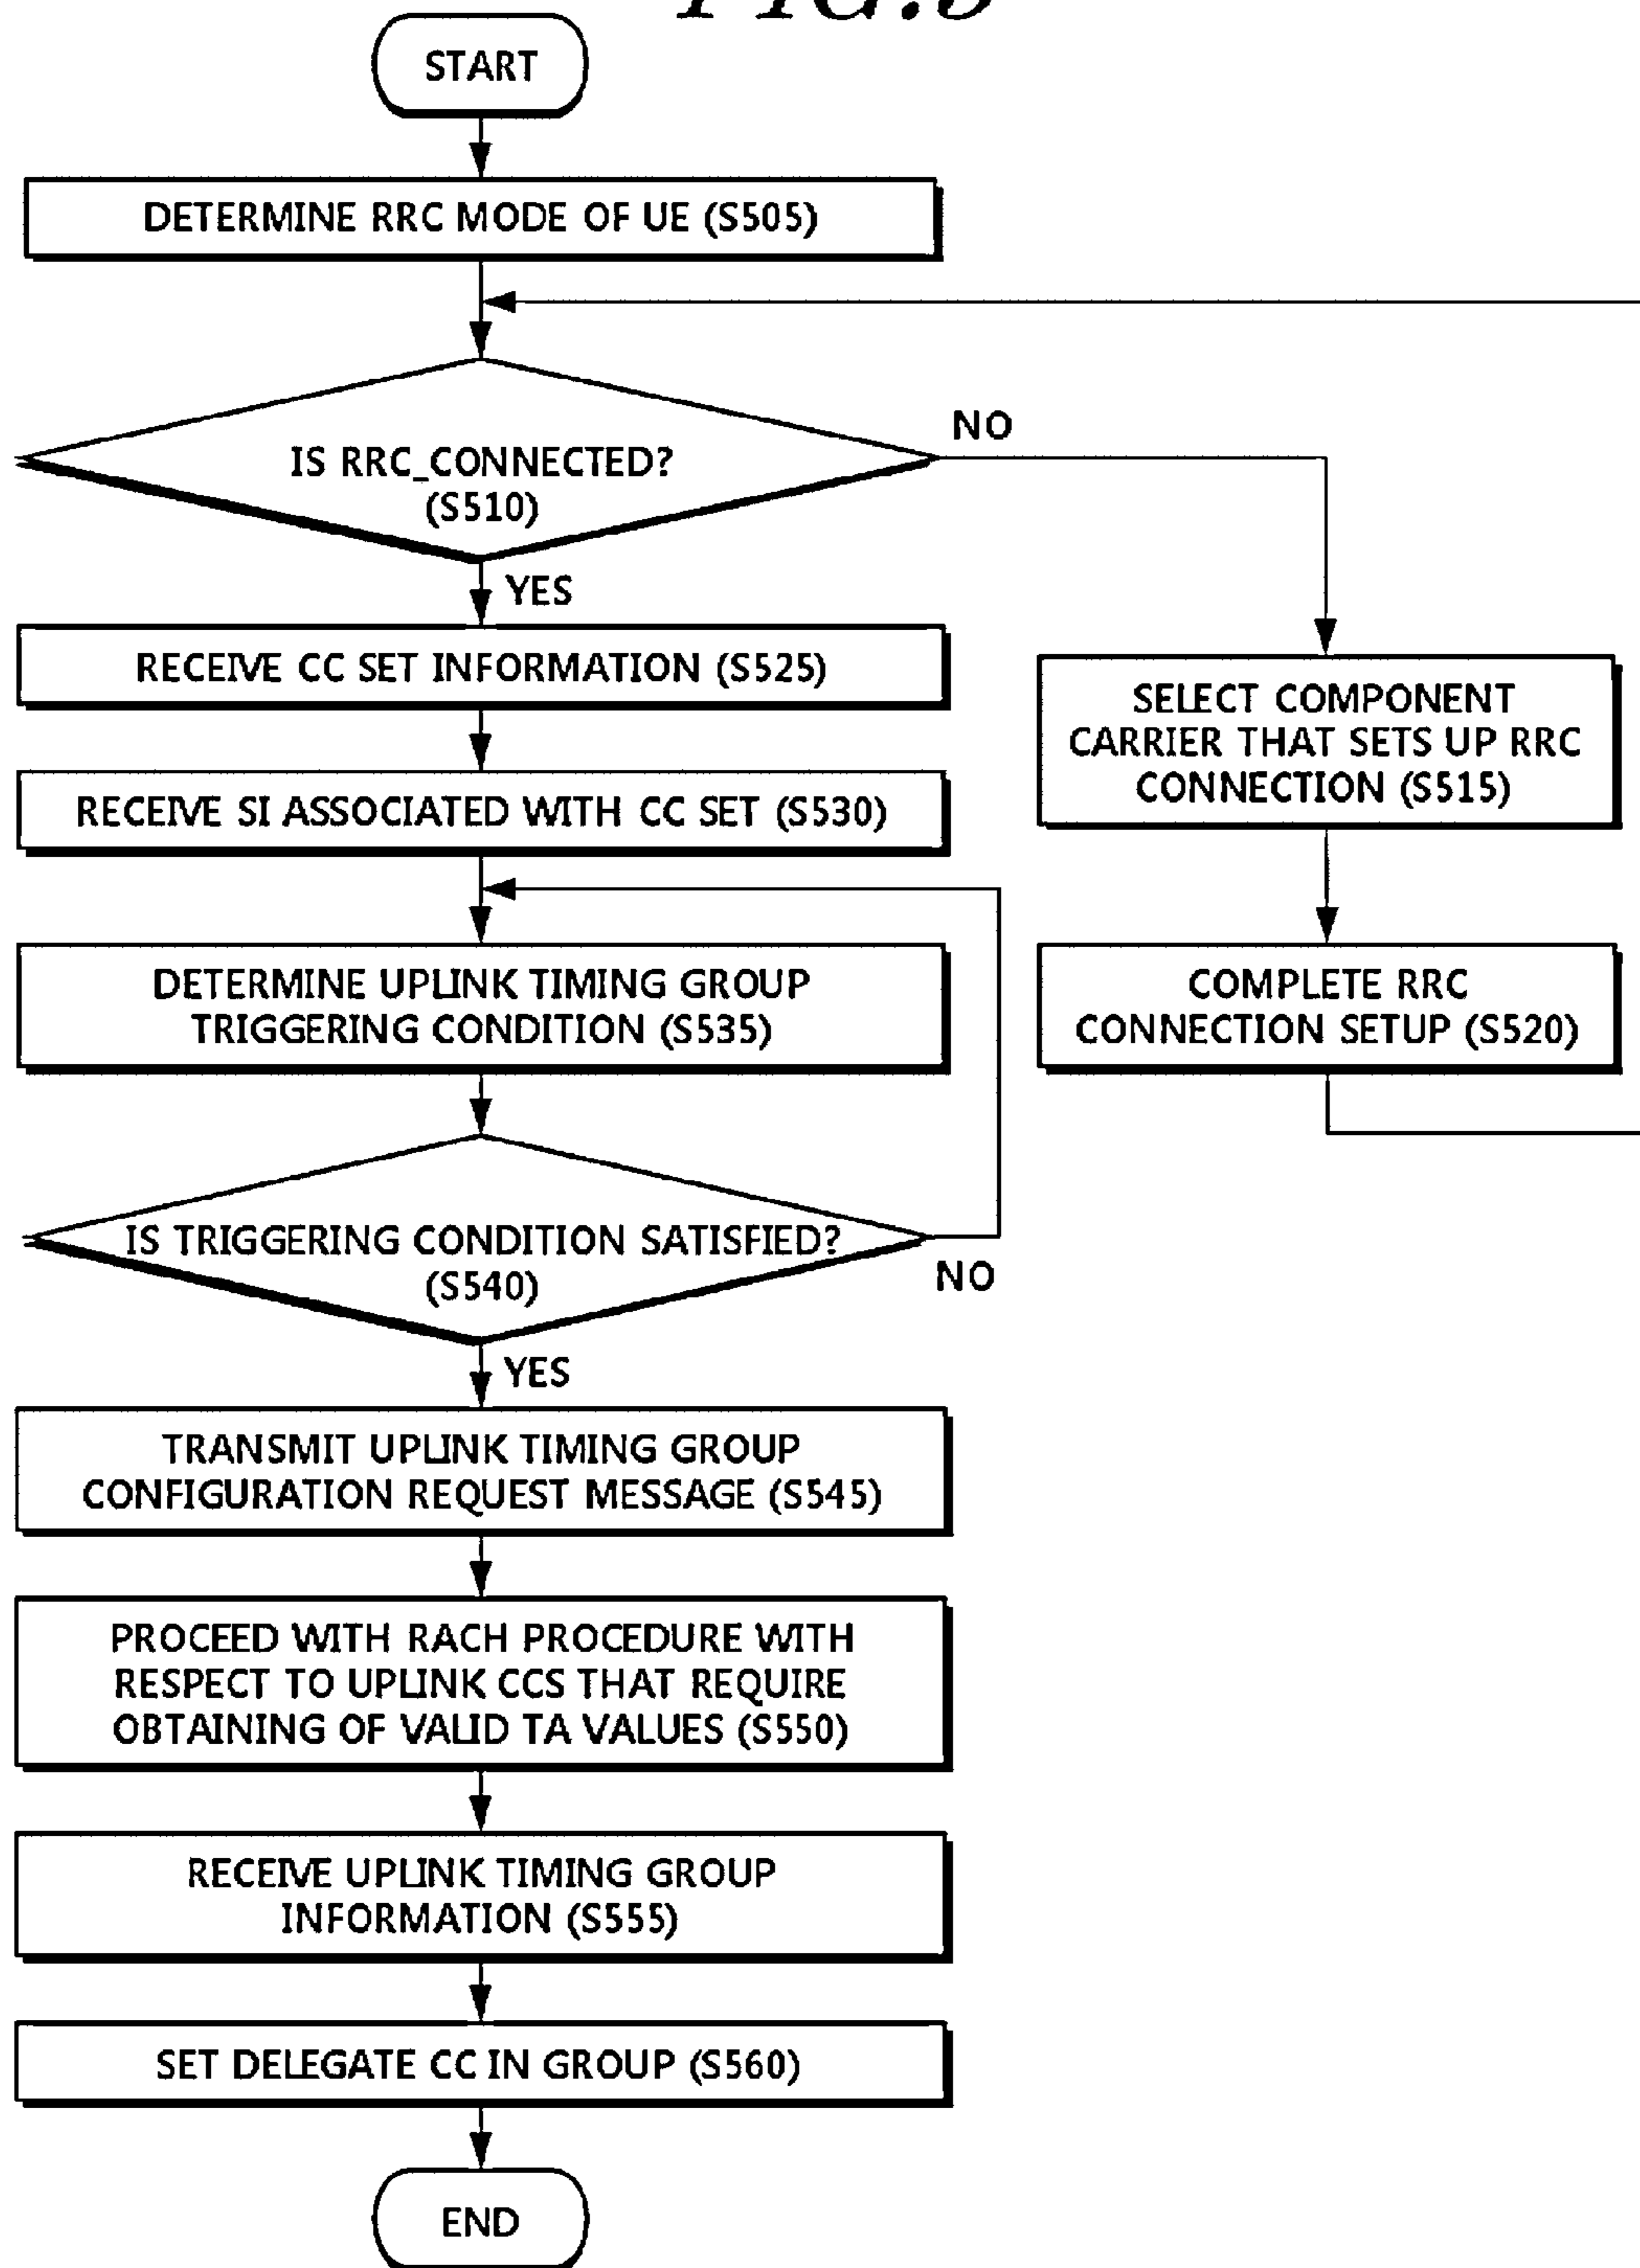 FIG.5
START
DETERMINE RRC MODE OF UE (S505)
IS RRC_CONNECTED?
(S510)
NO
YES
RECEIVE CC SET INFORMATION (S525)
RECEIVE SI ASSOCIATED WITH CC SET (S530)
SELECT COMPONENT
CARRIER THAT SETS UP RRC
CONNECTION (S515)
DETERMINE UPLINK TIMING GROUP
TRIGGERING CONDITION (S535)
COMPLETE RRC
CONNECTION SETUP (S520)
IS TRIGGERING CONDITION SATISFIED?
(S540)
NO
YES
TRANSMIT UPLINK TIMING GROUP
CONFIGURATION REQUEST MESSAGE (S545)
PROCEED WITH RACH PROCEDURE WITH
RESPECT TO UPLINK CCS THAT REQUIRE
OBTAINING OF VALID TA VALUES (S550)
RECEIVE UPLINK TIMING GROUP
INFORMATION (S555)
SET DELEGATE CC IN GROUP (S560)
END